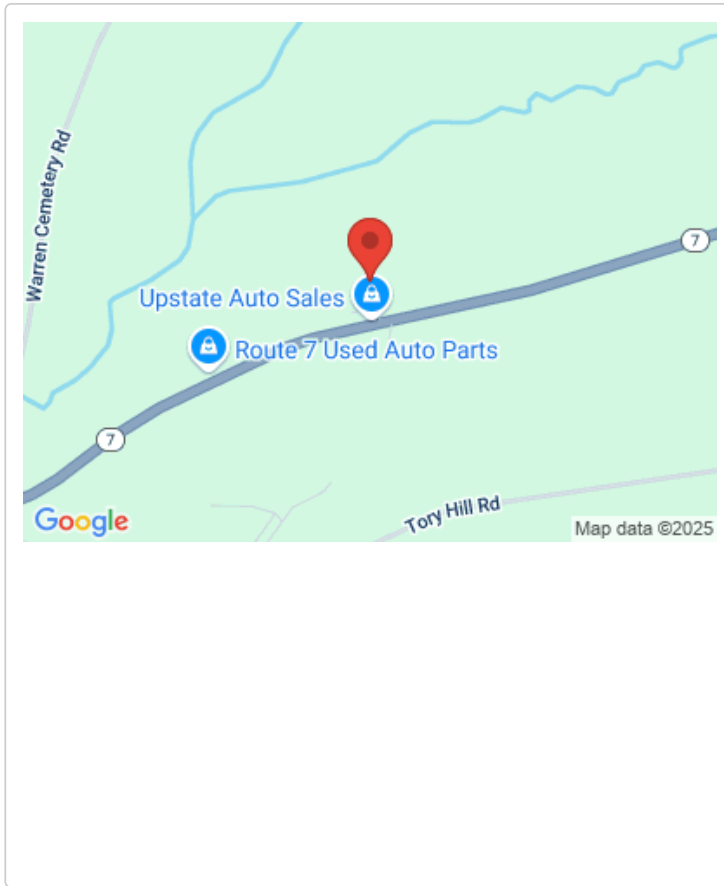 Warren Cemetery Rd
7
Upstate Auto Sales
Route 7 Used Auto Parts
7
Tory Hill Rd
Google
Map data ©2025